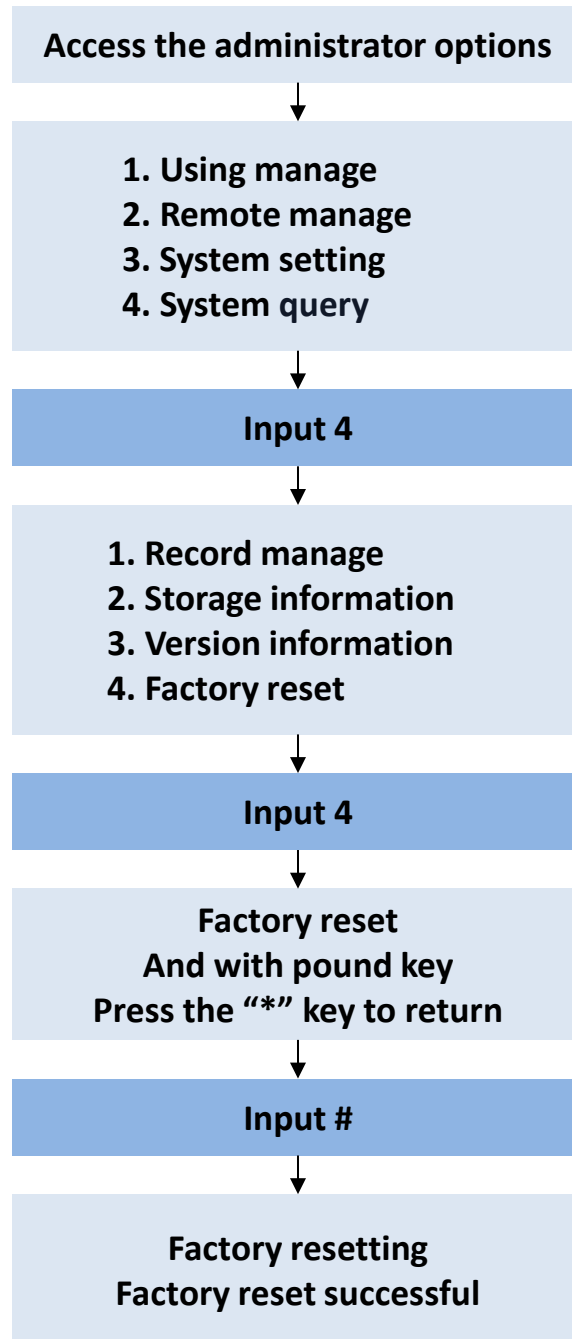 Access the administrator options
1. Using manage
2. Remote manage
3. System setting
4. System query
Input 4
1. Record manage
2. Storage information
3. Version information
4. Factory reset
Input 4
Factory reset
And with pound key
Press the “*” key to return
Input #
Factory resetting
Factory reset successful